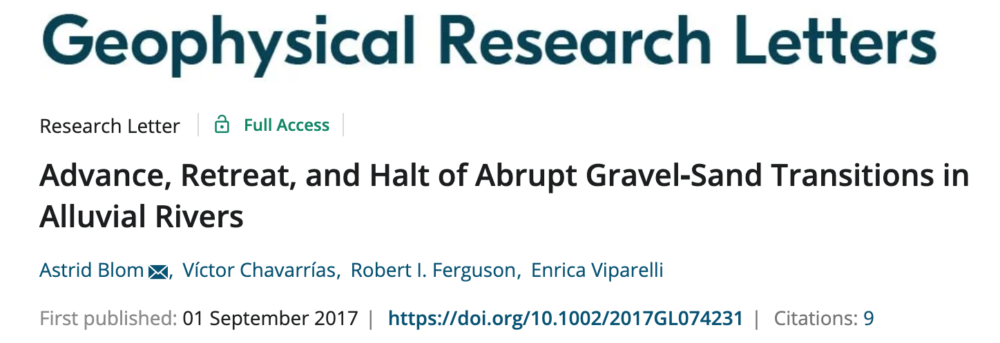 Geophysical Research Letters
Research Letter | Full Access |
Advance, Retreat, and Halt of Abrupt Gravel-Sand Transitions in
Alluvial Rivers
Astrid Blom, Víctor Chavarrías, Robert I. Ferguson, Enrica Viparelli
First published: 01 September 2017 | https://doi.org/10.1002/2017GL074231 | Citations: 9